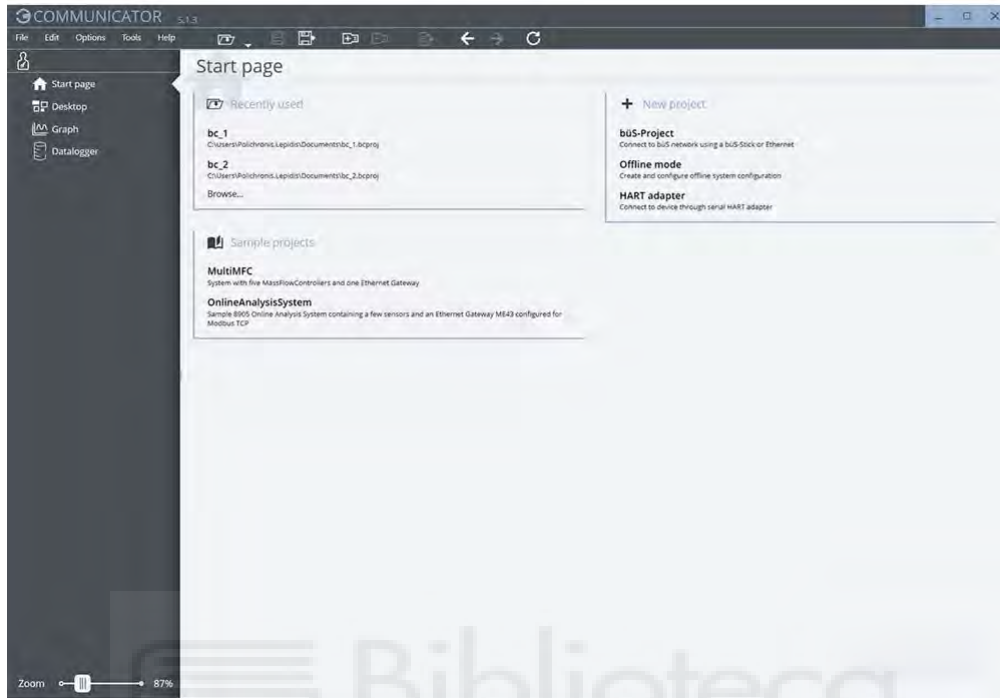 COMMUNICATOR 5.1.3
File Edit Options Tools Help
Start page
Desktop
Graph
Datalogger
Start page
Recently used
bc_1
C:\Users\Polichronis.Lepidis\Documents\bc_1.bcproj
bc_2
C:\Users\Polichronis.Lepidis\Documents\bc_2.bcproj
Browse...
Sample projects
MultiMFC
System with five MassFlowControllers and one Ethernet Gateway
OnlineAnalysisSystem
Sample 8905 Online Analysis System containing a few sensors and an Ethernet Gateway ME43 configured for
Modbus TCP
New project
büS-Project
Connect to büS network using a büS-Stick or Ethernet
Offline mode
Create and configure offline system configuration
HART adapter
Connect to device through serial HART adapter
Zoom 87%
Biblioteca